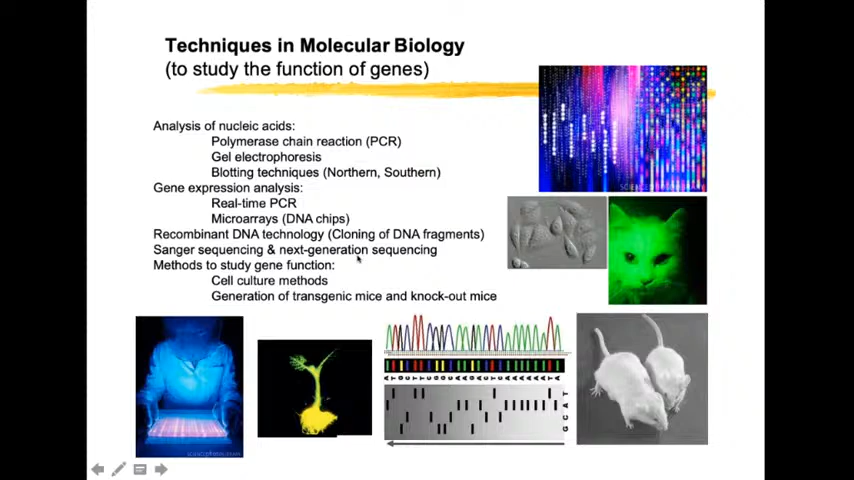 Techniques in Molecular Biology
(to study the function of genes)
Analysis of nucleic acids:
Polymerase chain reaction (PCR)
Gel electrophoresis
Blotting techniques (Northern, Southern)
Gene expression analysis:
Real-time PCR
Microarrays (DNA chips)
Recombinant DNA technology (Cloning of DNA fragments)
Sanger sequencing & next-generation sequencing
Methods to study gene function:
Cell culture methods
Generation of transgenic mice and knock-out mice
G C A T